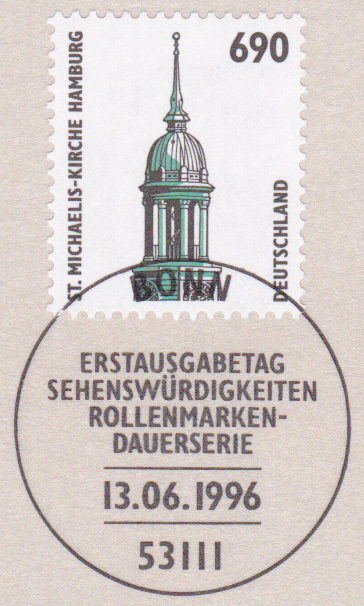 690
ST. MICHAELIS-KIRCHE HAMBURG
DEUTSCHLAND
BONN
ERSTAUSGABETAG
SEHENSWÜRDIGKEITEN
ROLLENMARKEN-
DAUERSERIE
13.06.1996
53111